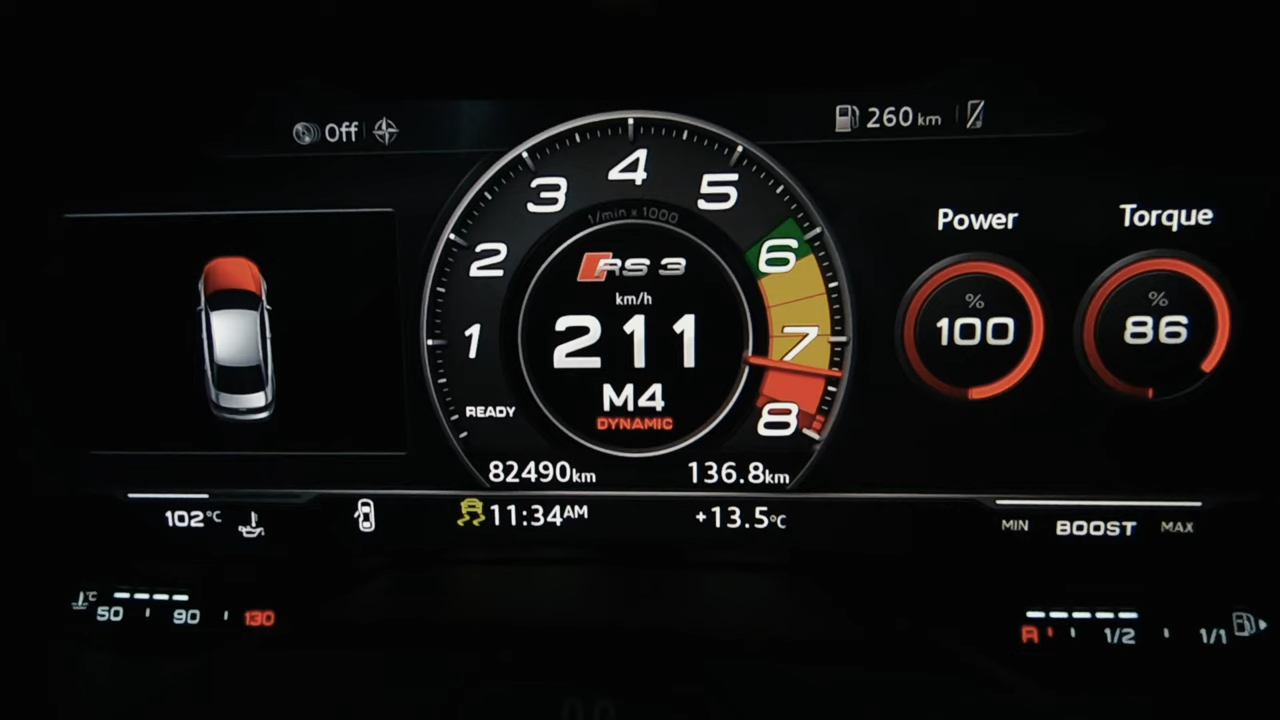 Off
260 km
1
2
3
4
5
6
7
8
1/min x 1000
RS 3
km/h
211
M4
DYNAMIC
READY
82490km
136.8km
Power
%
100
Torque
%
86
102°C
11:34AM
+13.5°C
MIN BOOST MAX
°C
50 90 130
R 1/2 1/1